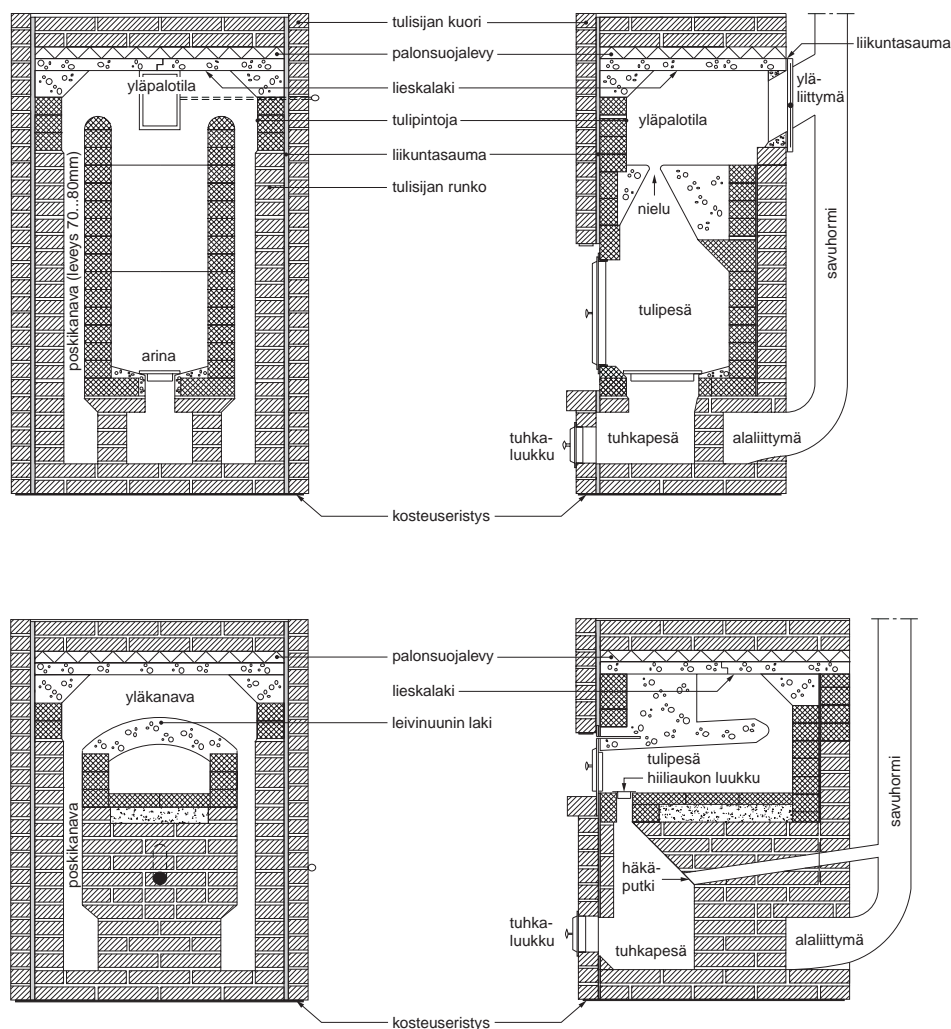 tulisijan kuori
palonsuojalevy
liikuntasauma
yläpalotila
lieskalaki
ylä-
liittymä
tulipintoja
yläpalotila
liikuntasauma
tulisijan runko
nielu
poskikanava (leveys 70...80mm)
savuhormi
tulipesä
arina
tuhka-
luukku
tuhkapesä
alaliittymä
kosteuseristys
palonsuojalevy
yläkanava
lieskalaki
leivinuunin laki
tulipesä
hiiliaukon luukku
poskikanava
savuhormi
häkä-
putki
tuhka-
luukku
tuhkapesä
alaliittymä
kosteuseristys